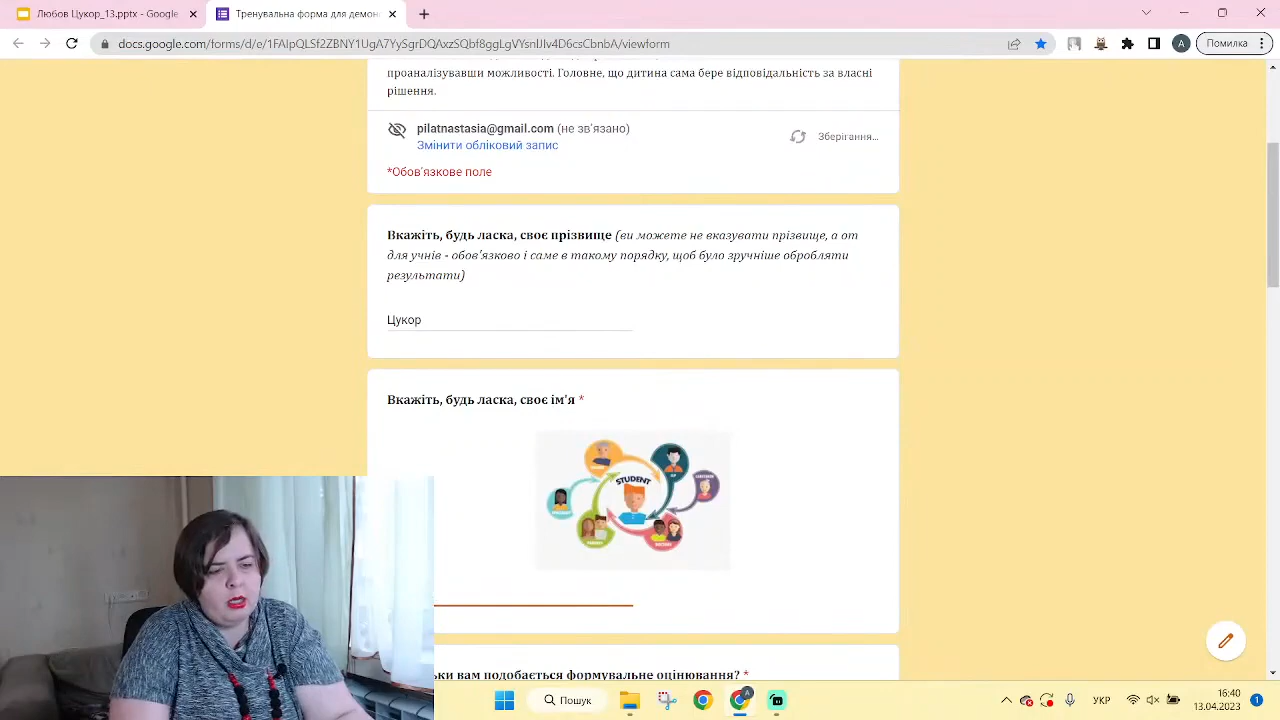 Любов Цукор_13.pptx - Google
Тренувальна форма для демон
docs.google.com/forms/d/e/
Помилка
проаналізувавши можливості. Головне, що дитина сама бере відповідальність за власні
рішення.
pilatnastasia@gmail.com (не зв'язано)
Змінити обліковий запис
Зберігання...
*Обов'язкове поле
Вкажіть, будь ласка, своє прізвище (ви можете не вказувати прізвище, а от
для учнів - обов'язково і саме в такому порядку, щоб було зручніше обробляти
результати)
Цукор
Вкажіть, будь ласка, своє ім'я *
STUDENT
ьки вам подобається формувальне оцінювання? *
Пошук
УКР
16:40
13.04.2023